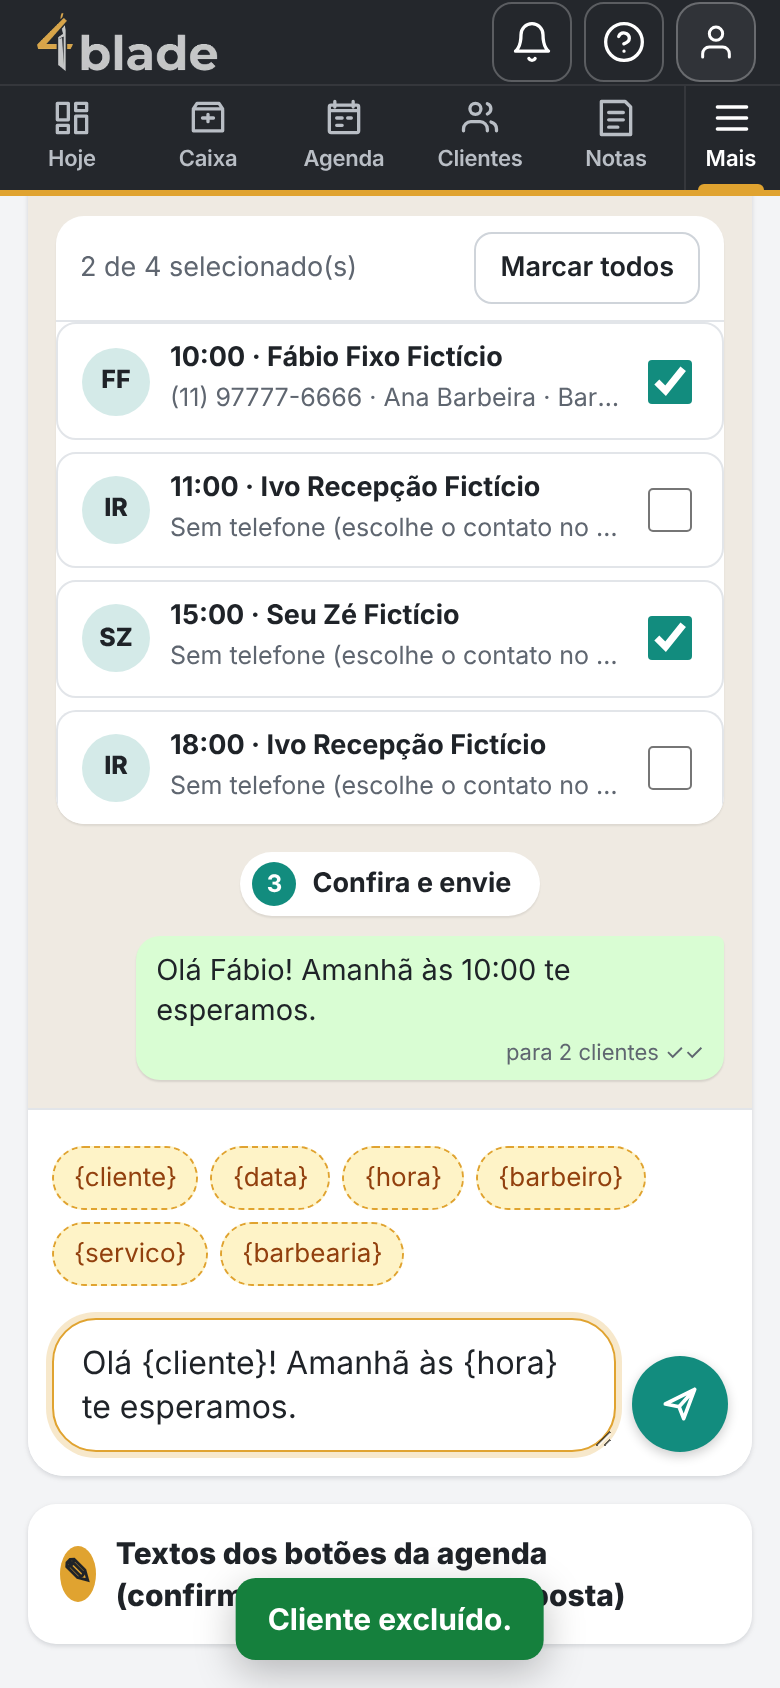 4blade
Hoje
Caixa
Agenda
Clientes
Notas
Mais
2 de 4 selecionado(s)
Marcar todos
FF
10:00 · Fábio Fixo Fictício
(11) 97777-6666 · Ana Barbeira · Bar...
IR
11:00 · Ivo Recepção Fictício
Sem telefone (escolhe o contato no ...
SZ
15:00 · Seu Zé Fictício
Sem telefone (escolhe o contato no ...
IR
18:00 · Ivo Recepção Fictício
Sem telefone (escolhe o contato no ...
3 Confira e envie
Olá Fábio! Amanhã às 10:00 te
esperamos.
para 2 clientes ✓✓
{cliente} {data} {hora} {barbeiro}
{servico} {barbearia}
Olá {cliente}! Amanhã às {hora}
te esperamos.
Textos dos botões da agenda
Cliente excluído.